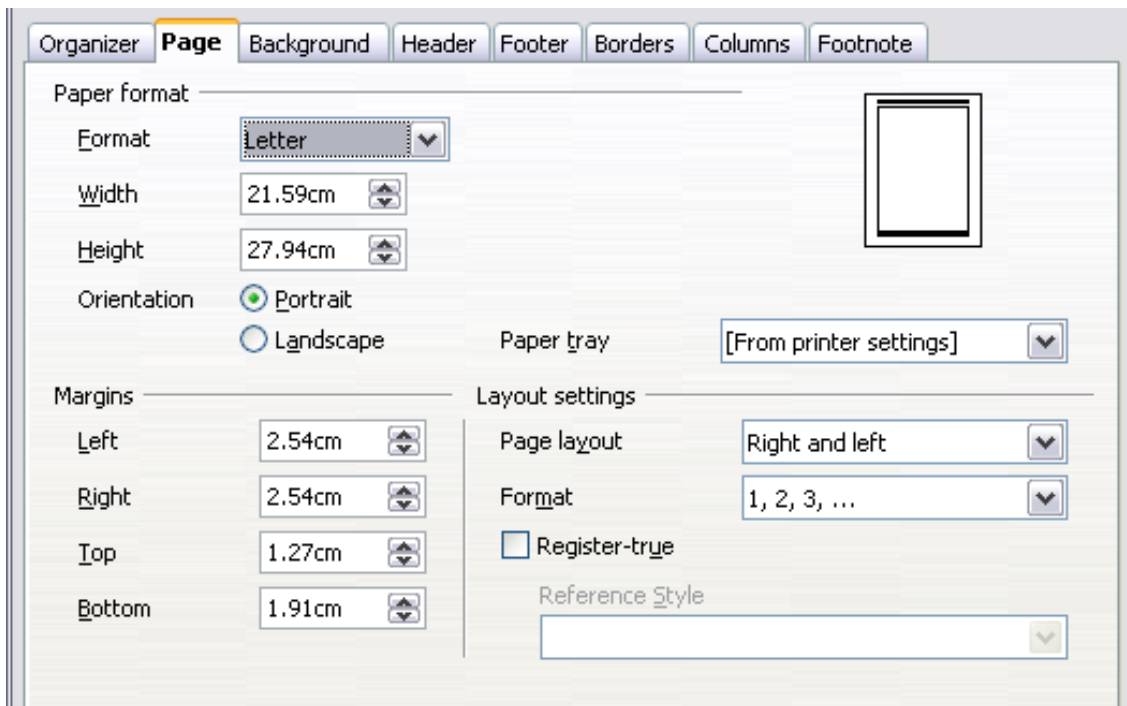 Organizer Page Background Header Footer Borders Columns Footnote
Paper format
Format Letter
Width 21.59cm
Height 27.94cm
Orientation Portrait
Landscape Paper tray [From printer settings]
Margins Layout settings
Left 2.54cm Page layout Right and left
Right 2.54cm Format 1, 2, 3, ...
Top 1.27cm Register-true
Bottom 1.91cm Reference Style